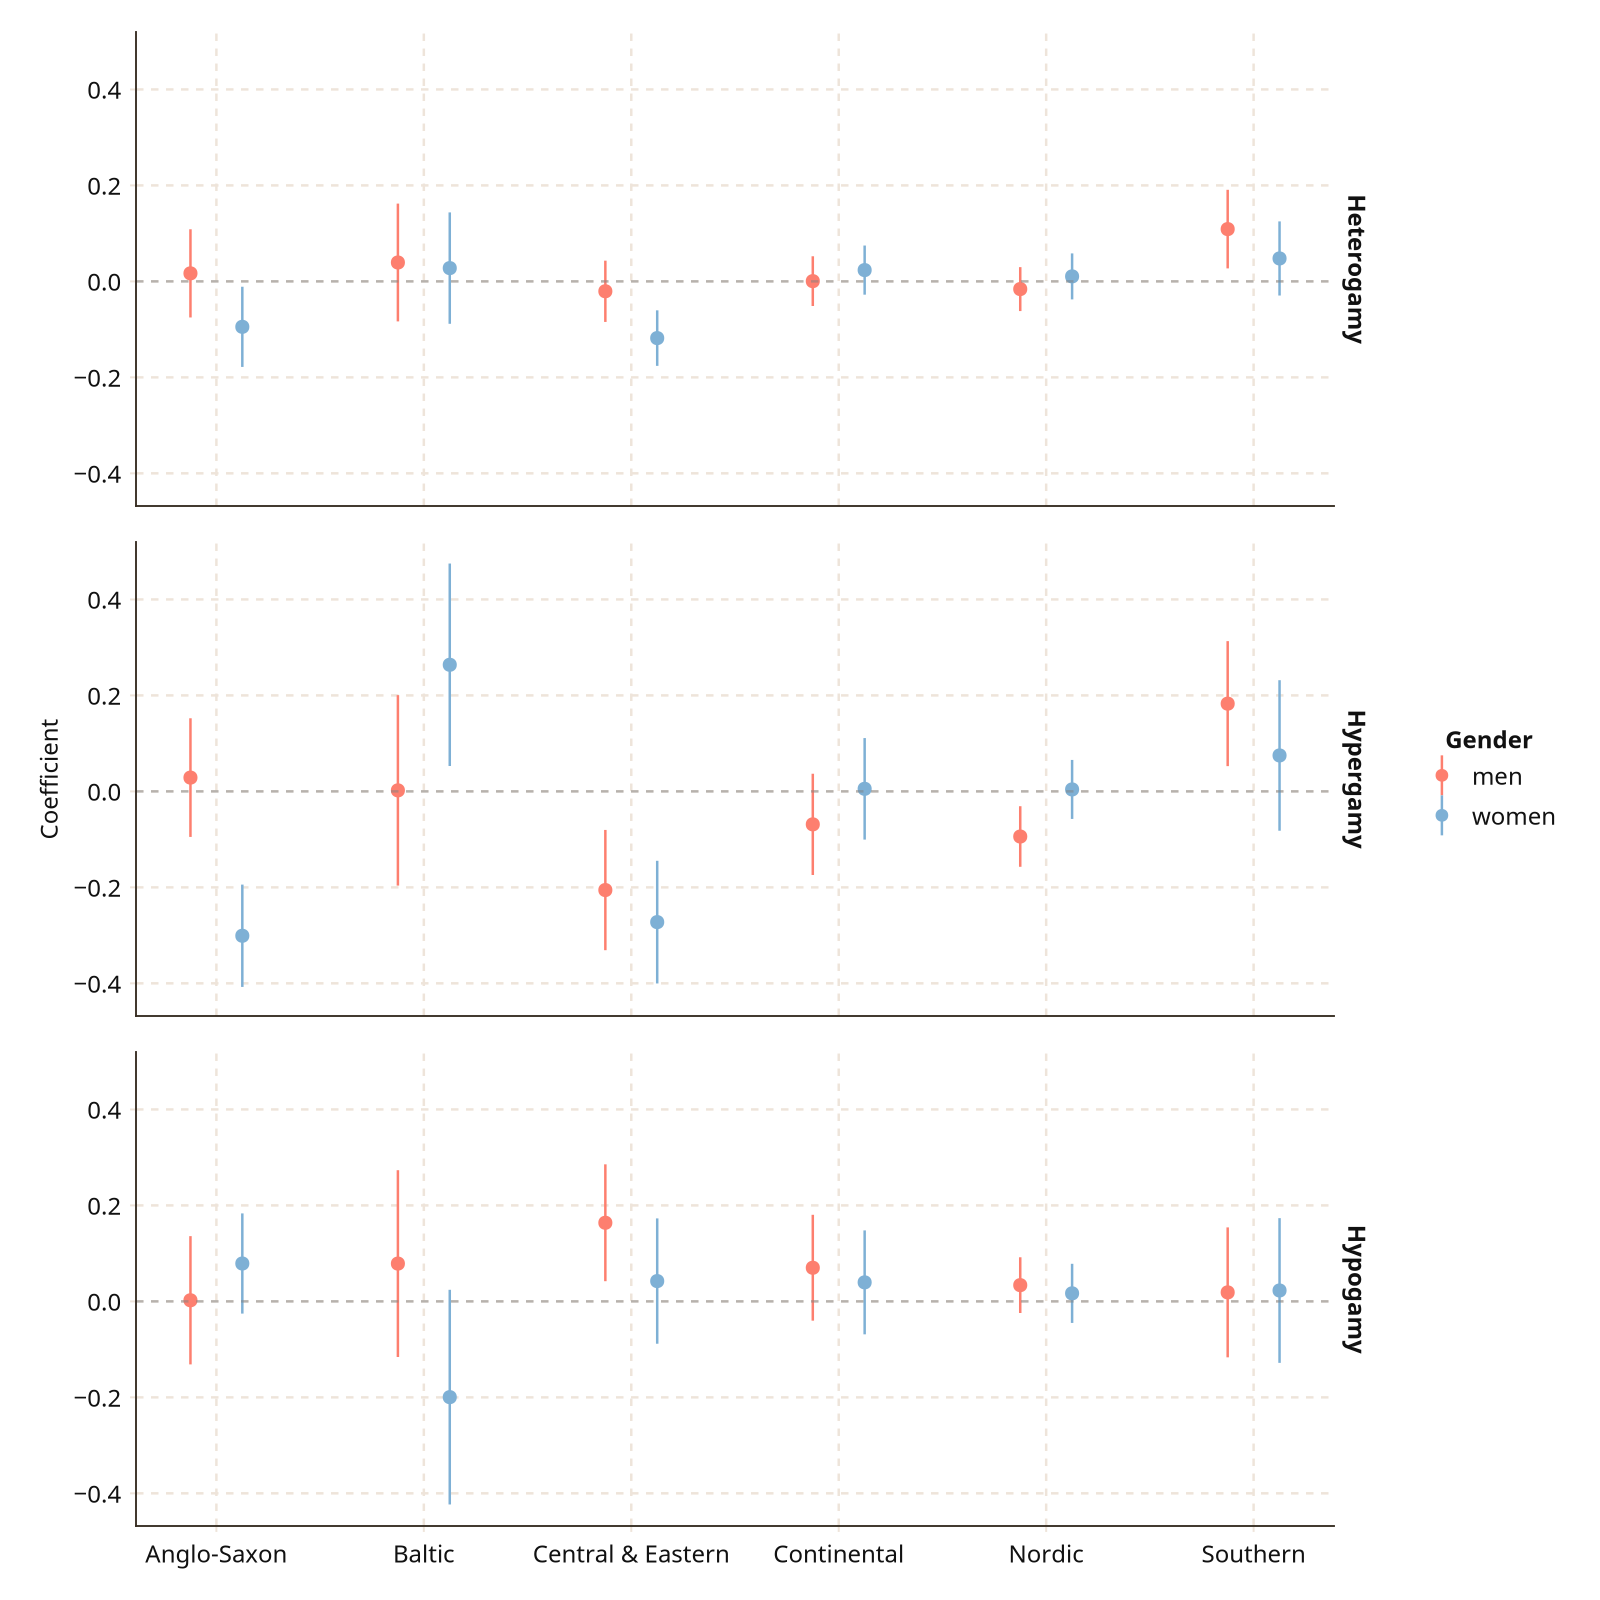 0.4
0.2
0.0
−0.2
−0.4
Heterogamy
Coefficient
0.4
0.2
0.0
−0.2
−0.4
Hypergamy
Gender
men
women
0.4
0.2
0.0
−0.2
−0.4
Hypogamy
Anglo-Saxon Baltic Central & Eastern Continental Nordic Southern